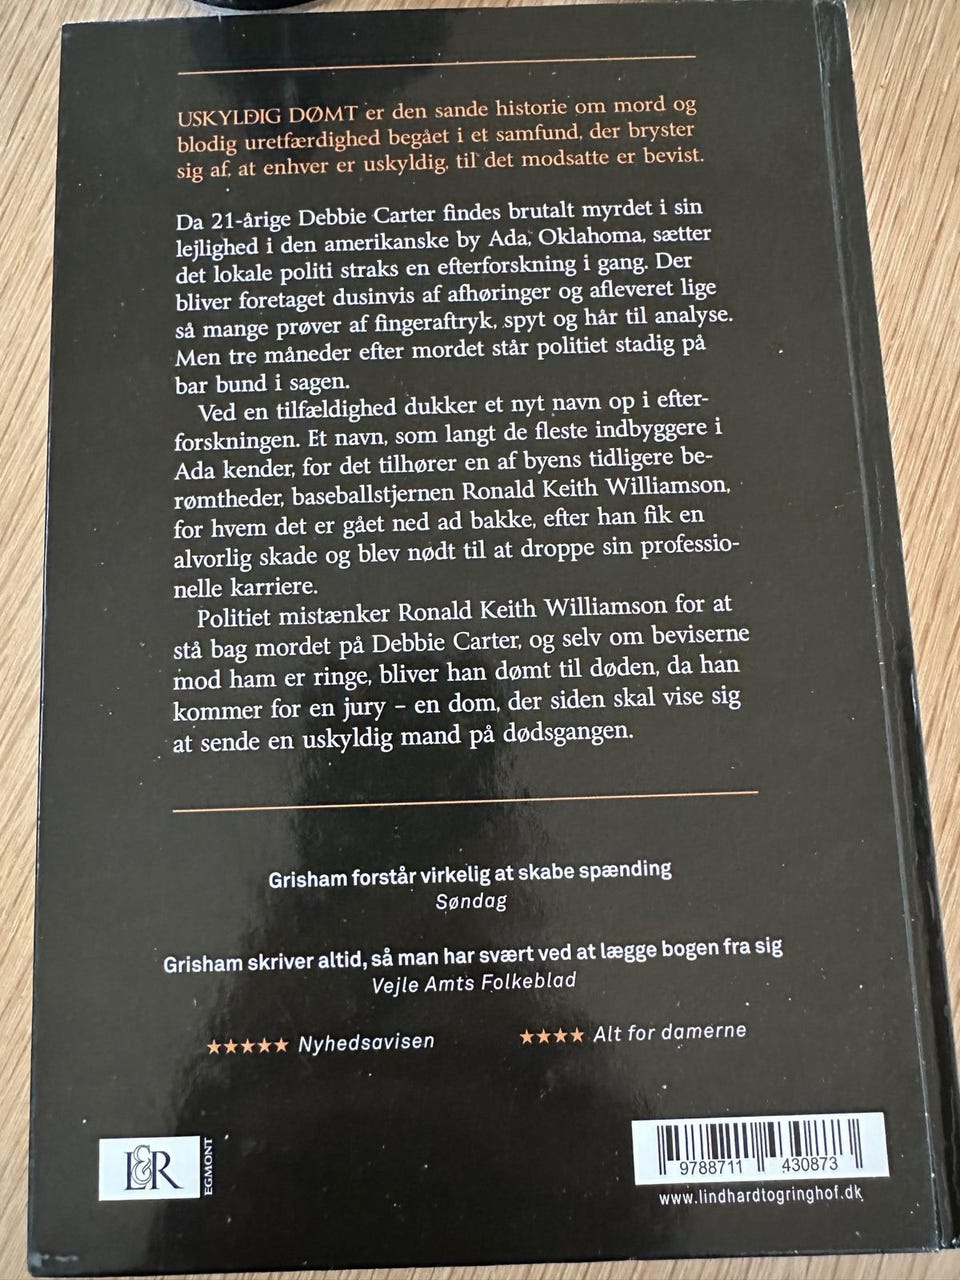 USKYLDIG DØMT er den sande historie om mord og
blodig uretfærdighed begået i et samfund, der bryster
sig af, at enhver er uskyldig, til det modsatte er bevist.
Da 21-årige Debbie Carter findes brutalt myrdet i sin
lejlighed i den amerikanske by Ada, Oklahoma, sætter
det lokale politi straks en efterforskning i gang. Der
bliver foretaget dusinvis af afhøringer og afleveret lige
så mange prøver af fingeraftryk, spyt og hår til analyse.
Men tre måneder efter mordet står politiet stadig på
bar bund i sagen.
Ved en tilfældighed dukker et nyt navn op i efter-
forskningen. Et navn, som langt de fleste indbyggere i
Ada kender, for det tilhører en af byens tidligere be-
rømtheder, baseballstjernen Ronald Keith Williamson,
for hvem det er gået ned ad bakke, efter han fik en
alvorlig skade og blev nødt til at droppe sin professio-
nelle karriere.
Politiet mistænker Ronald Keith Williamson for at
stå bag mordet på Debbie Carter, og selv om beviserne
mod ham er ringe, bliver han dømt til døden, da han
kommer for en jury – en dom, der siden skal vise sig
at sende en uskyldig mand på dødsgangen.
Grisham forstår virkelig at skabe spænding
Søndag
Grisham skriver altid, så man har svært ved at lægge bogen fra sig
Vejle Amts Folkeblad
★★★★★ Nyhedsavisen
★★★★ Alt for damerne
L&R
EGMONT
9788711 430873
www.lindhardtogringhof.dk